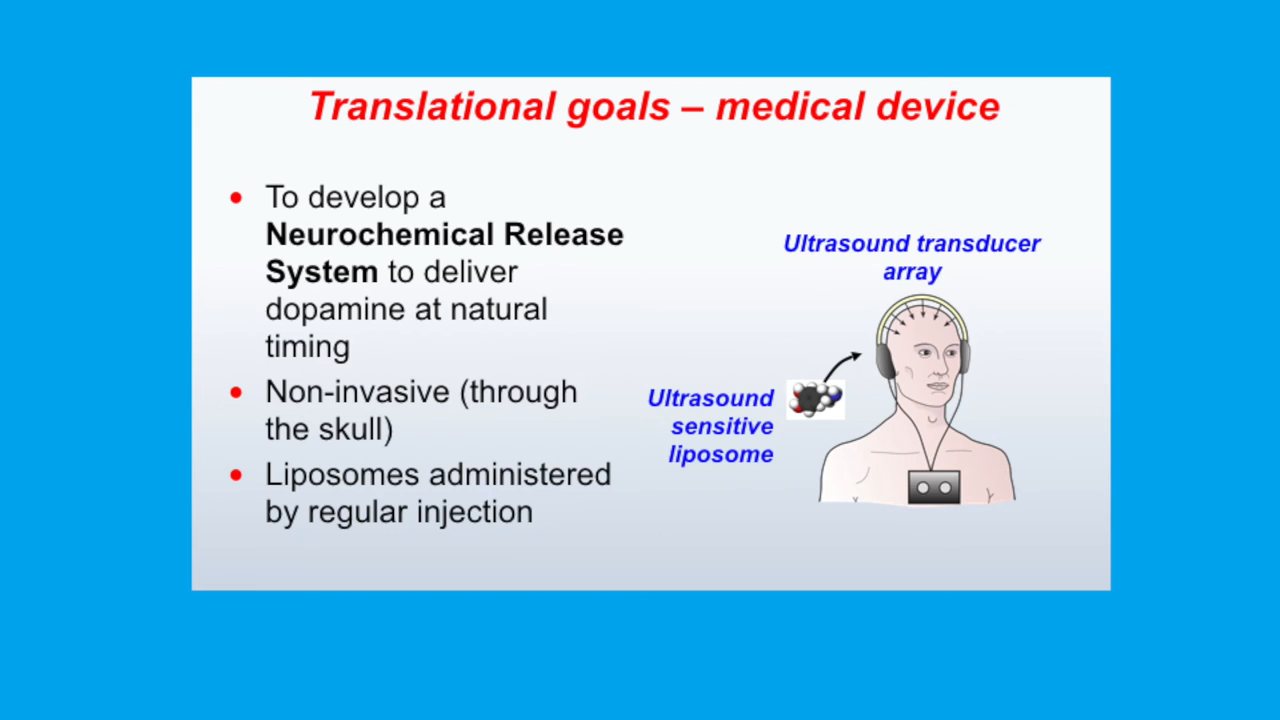 Translational goals – medical device
To develop a
Neurochemical Release
System to deliver
dopamine at natural
timing
Non-invasive (through
the skull)
Liposomes administered
by regular injection
Ultrasound transducer
array
Ultrasound
sensitive
liposome